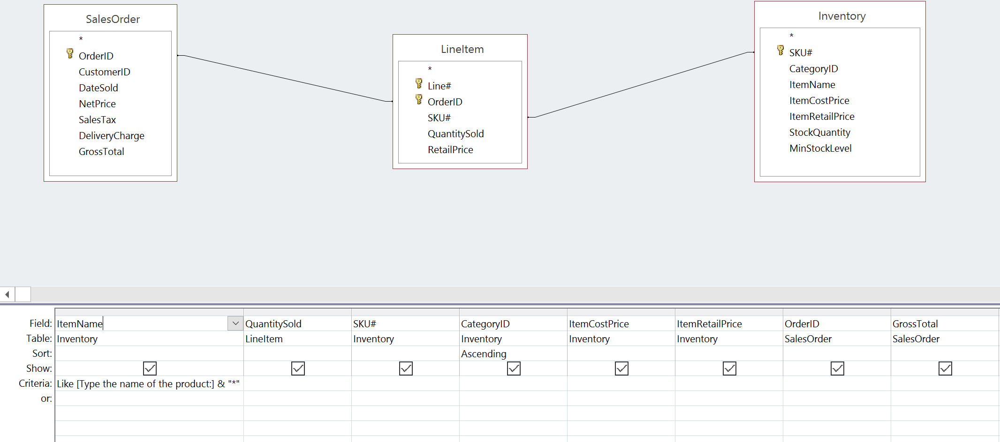 SalesOrder
*
OrderID
CustomerID
DateSold
NetPrice
SalesTax
DeliveryCharge
GrossTotal
LineItem
*
Line#
OrderID
SKU#
QuantitySold
RetailPrice
Inventory
*
SKU#
CategoryID
ItemName
ItemCostPrice
ItemRetailPrice
StockQuantity
MinStockLevel
Field: ItemName QuantitySold SKU# CategoryID ItemCostPrice ItemRetailPrice OrderID GrossTotal
Table: Inventory LineItem Inventory Inventory Inventory Inventory SalesOrder SalesOrder
Sort: Ascending
Show:
Criteria: Like [Type the name of the product:] & "*"
or: